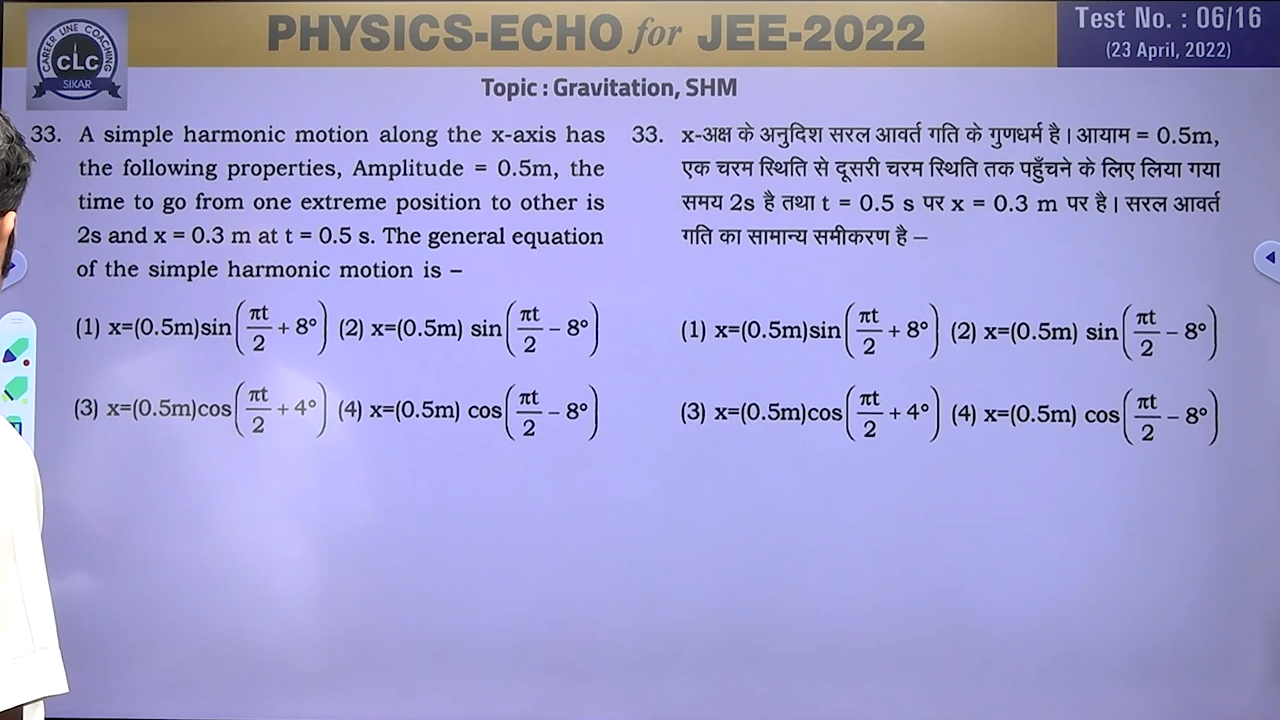 PHYSICS-ECHO for JEE-2022
Test No. : 06/16
(23 April, 2022)
CAREER LINE COACHING
CLC
SIKAR
Topic : Gravitation, SHM
33. A simple harmonic motion along the x-axis has
the following properties, Amplitude = 0.5m, the
time to go from one extreme position to other is
2s and x = 0.3 m at t = 0.5 s. The general equation
of the simple harmonic motion is –
(1) x=(0.5m)sin(πt/2 + 8°) (2) x=(0.5m) sin(πt/2 – 8°)
(3) x=(0.5m)cos(πt/2 + 4°) (4) x=(0.5m) cos(πt/2 – 8°)
33. x-अक्ष के अनुदिश सरल आवर्त गति के गुणधर्म है। आयाम = 0.5m,
एक चरम स्थिति से दूसरी चरम स्थिति तक पहुँचने के लिए लिया गया
समय 2s है तथा t = 0.5 s पर x = 0.3 m पर है। सरल आवर्त
गति का सामान्य समीकरण है –
(1) x=(0.5m)sin(πt/2 + 8°) (2) x=(0.5m) sin(πt/2 – 8°)
(3) x=(0.5m)cos(πt/2 + 4°) (4) x=(0.5m) cos(πt/2 – 8°)